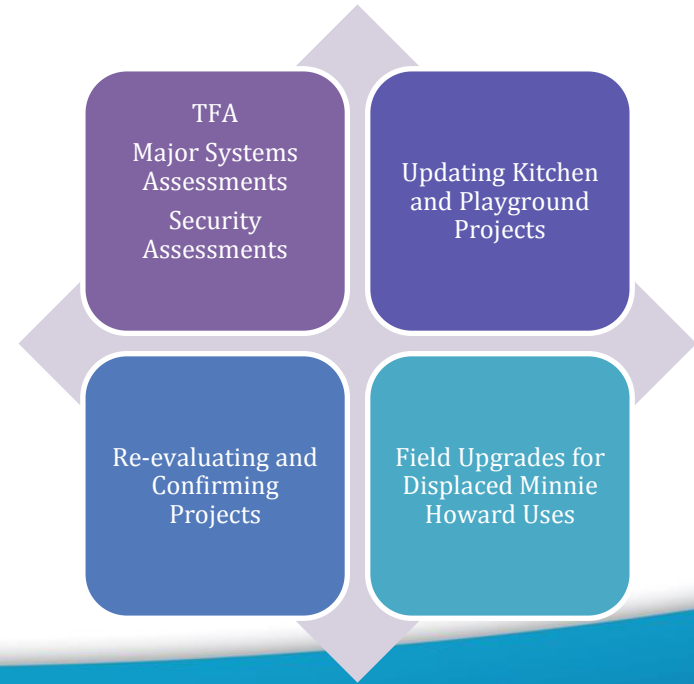 TFA
Major Systems
Assessments
Security
Assessments
Updating Kitchen
and Playground
Projects
Re-evaluating and
Confirming
Projects
Field Upgrades for
Displaced Minnie
Howard Uses